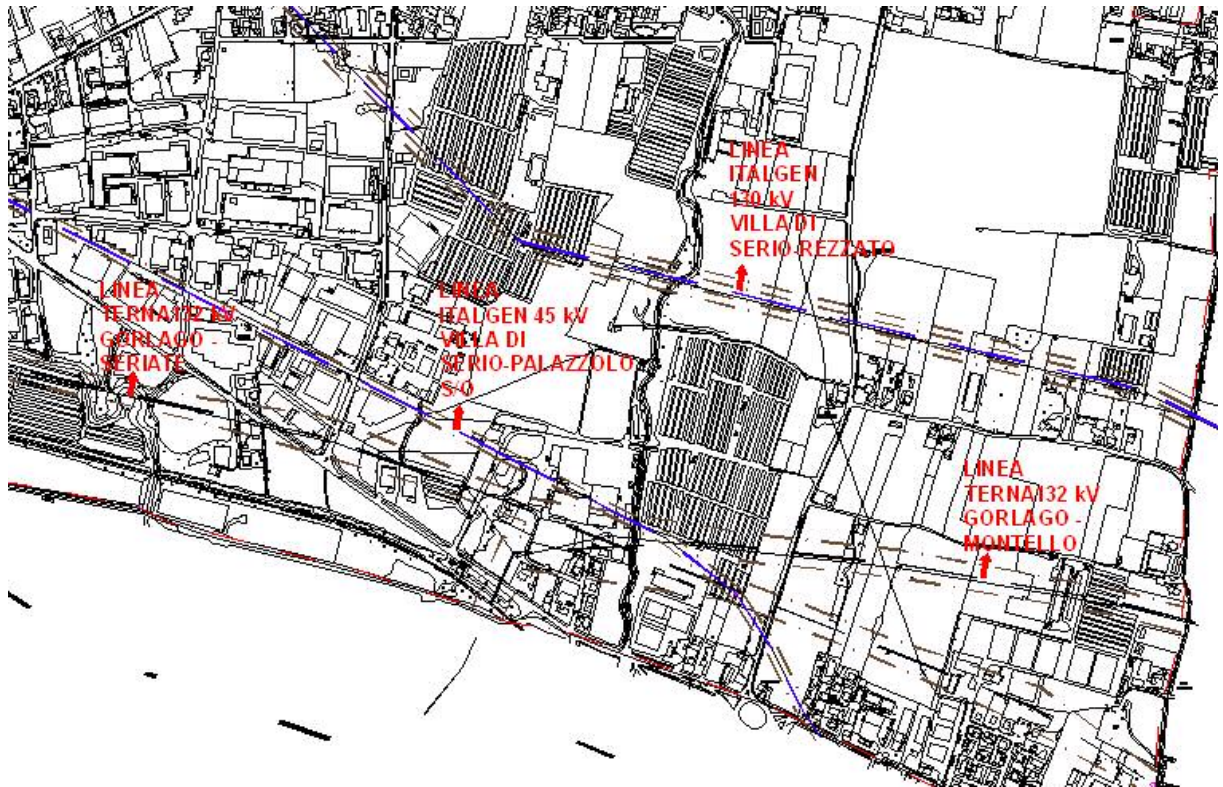 LINEA
ITALGEN
130 kV
VILLA DI
SERIO-REZZATO
LINEA
TERNA132 kV
GORLAGO -
SERIATE
LINEA
ITALGEN 45 kV
VILLA DI
SERIO-PALAZZOLO
S/O
LINEA
TERNA132 kV
GORLAGO -
MONTELLO